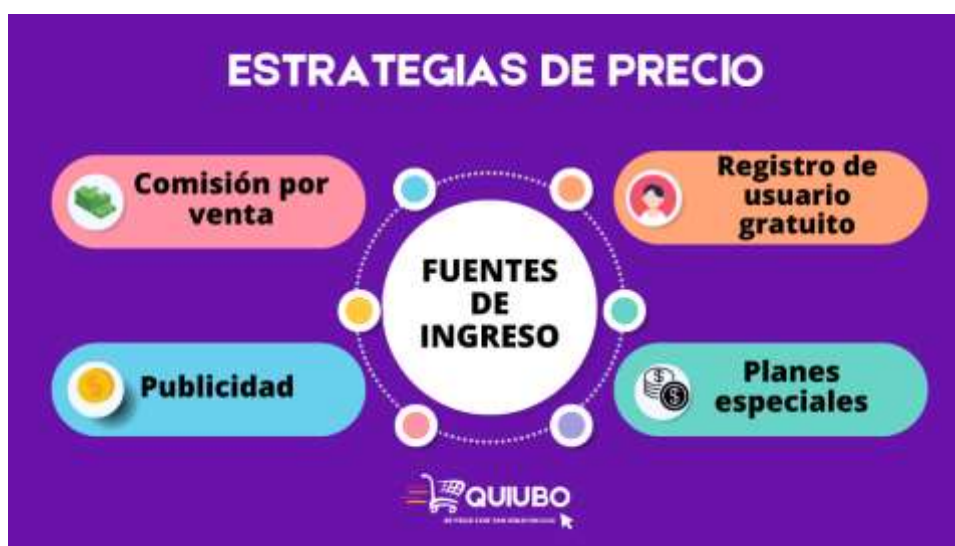 ESTRATEGIAS DE PRECIO
Comisión por
venta
Registro de
usuario
gratuito
FUENTES
DE
INGRESO
Publicidad
Planes
especiales
QUIUBO